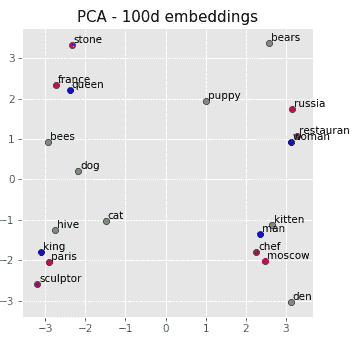 PCA - 100d embeddings
stone
bears
france
queen
puppy
russia
restauran
woman
bees
dog
hive
cat
kitten
man
king
paris
chef
moscow
sculptor
den
3
2
1
0
−1
−2
−3
−3
−2
−1
0
1
2
3